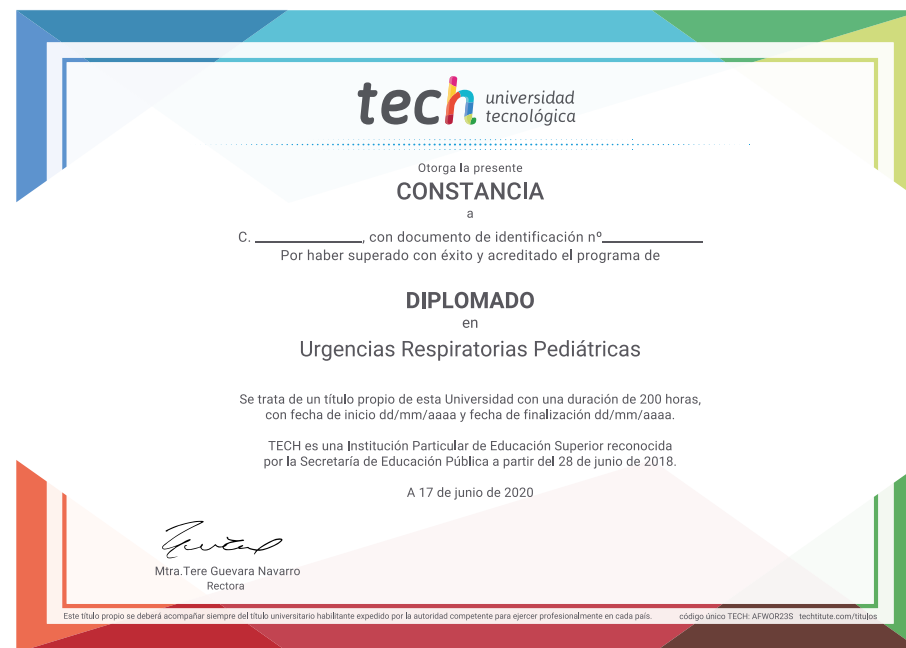 tech universidad
tecnológica
Otorga la presente
CONSTANCIA
a
C. ____________, con documento de identificación nº____________
Por haber superado con éxito y acreditado el programa de
DIPLOMADO
en
Urgencias Respiratorias Pediátricas
Se trata de un título propio de esta Universidad con una duración de 200 horas,
con fecha de inicio dd/mm/aaaa y fecha de finalización dd/mm/aaaa.
TECH es una Institución Particular de Educación Superior reconocida
por la Secretaría de Educación Pública a partir del 28 de junio de 2018.
A 17 de junio de 2020
Mtra.Tere Guevara Navarro
Rectora
Este título propio se deberá acompañar siempre del título universitario habilitante expedido por la autoridad competente para ejercer profesionalmente en cada país. código único TECH: AFWOR23S techtitute.com/titulos